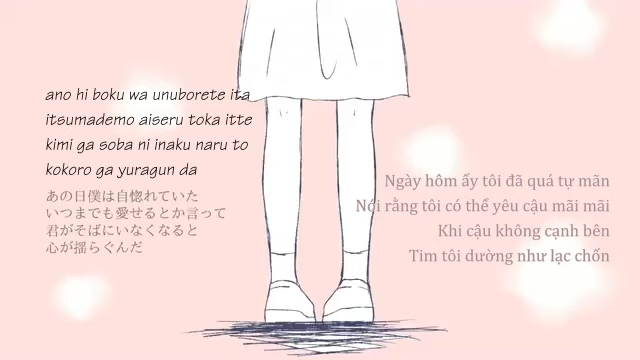 ano hi boku wa unuborete ita
itsumademo aiseru toka itte
kimi ga soba ni inaku naru to
kokoro ga yuragun da
あの日僕は自惚れていた
いつまでも愛せるとか言って
君がそばにいなくなると
心が揺らぐんだ
Ngày hôm ấy tôi đã quá tự mãn
Nói rằng tôi có thể yêu cậu mãi mãi
Khi cậu không cạnh bên
Tim tôi dường như lạc chốn